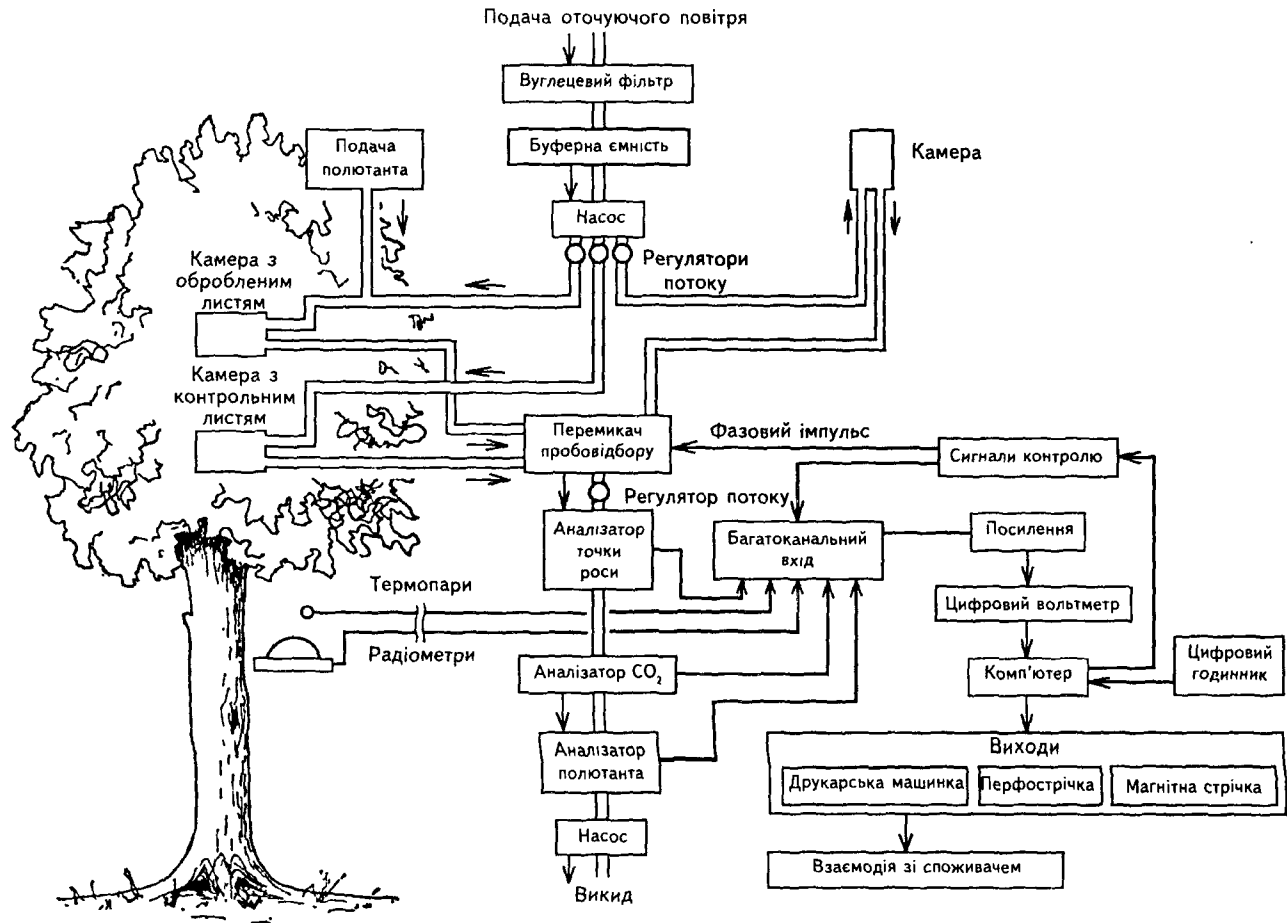 Подача оточуючого повітря
Вуглецевий фільтр
Буферна ємність
Подача
полютанта
Камера
Насос
Регулятори
потоку
Камера з
обробленим
листям
Камера з
контрольним
листям
Перемикач
пробовідбору
Фазовий імпульс
Сигнали контролю
Регулятор потоку
Аналізатор
точки
роси
Багатоканальний
вхід
Посилення
Термопари
Цифровий вольтметр
Радіометри
Аналізатор CO2
Комп'ютер
Цифровий
годинник
Аналізатор
полютанта
Виходи
Друкарська машинка
Перфострічка
Магнітна стрічка
Насос
Взаємодія зі споживачем
Викид